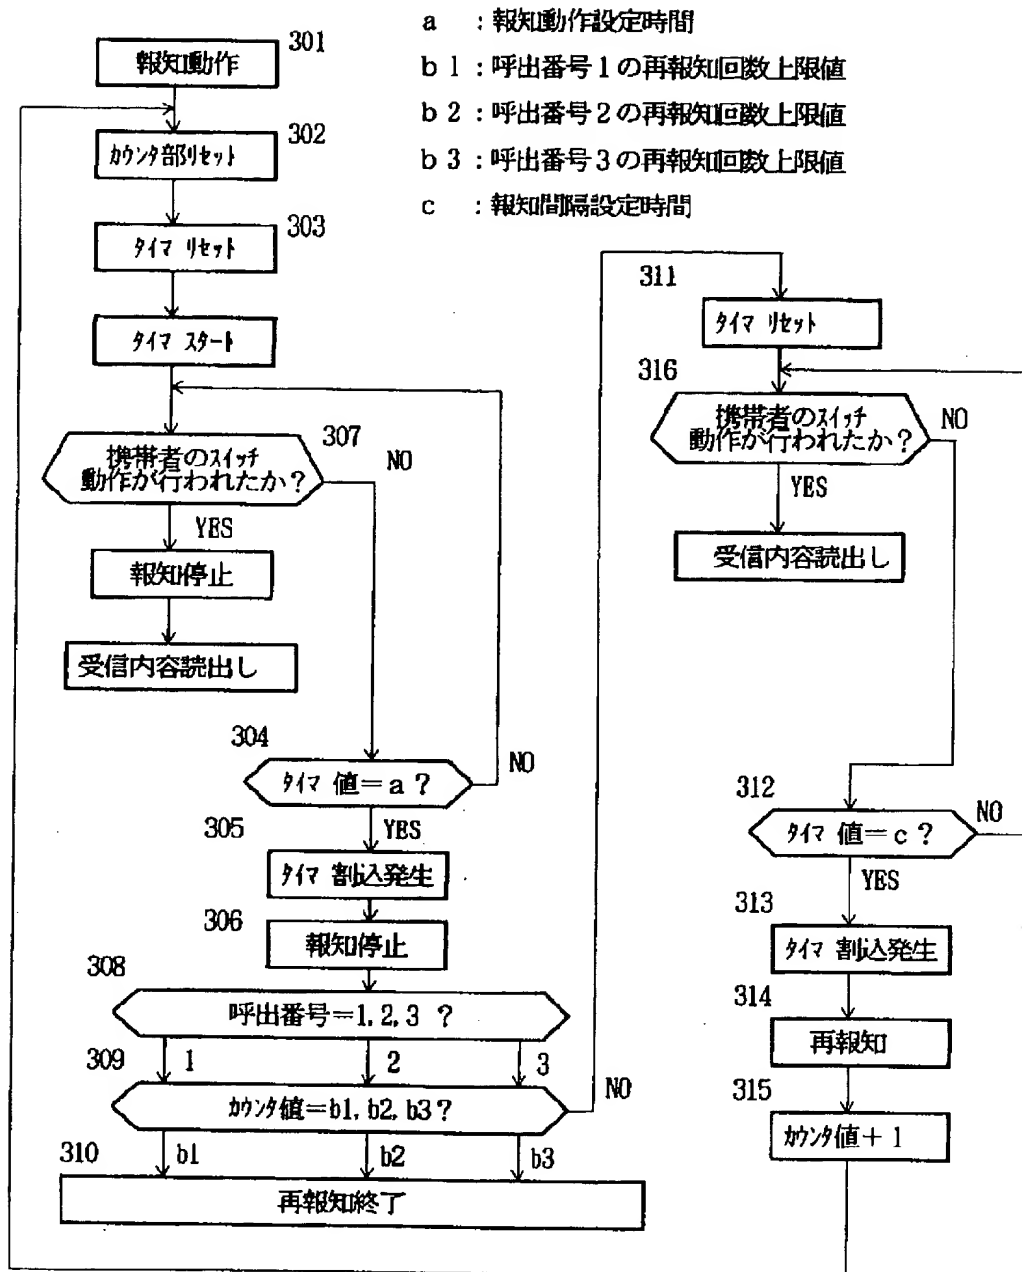 a : 報知動作設定時間
b1 : 呼出番号1の再報知回数上限値
b2 : 呼出番号2の再報知回数上限値
b3 : 呼出番号3の再報知回数上限値
c : 報知間隔設定時間
301
報知動作
302
カウンタ部リセット
303
タイマ リセット
タイマ スタート
307
携帯者のスイッチ
動作が行われたか?
NO
YES
報知停止
受信内容読出し
304
タイマ 値=a?
NO
YES
305
タイマ 割込発生
306
報知停止
308
呼出番号=1,2,3 ?
1
2
3
309
カウンタ値=b1,b2,b3?
NO
b1
b2
b3
310
再報知終了
311
タイマ リセット
316
携帯者のスイッチ
動作が行われたか?
NO
YES
受信内容読出し
312
タイマ 値=c?
NO
YES
313
タイマ 割込発生
314
再報知
315
カウンタ値+1